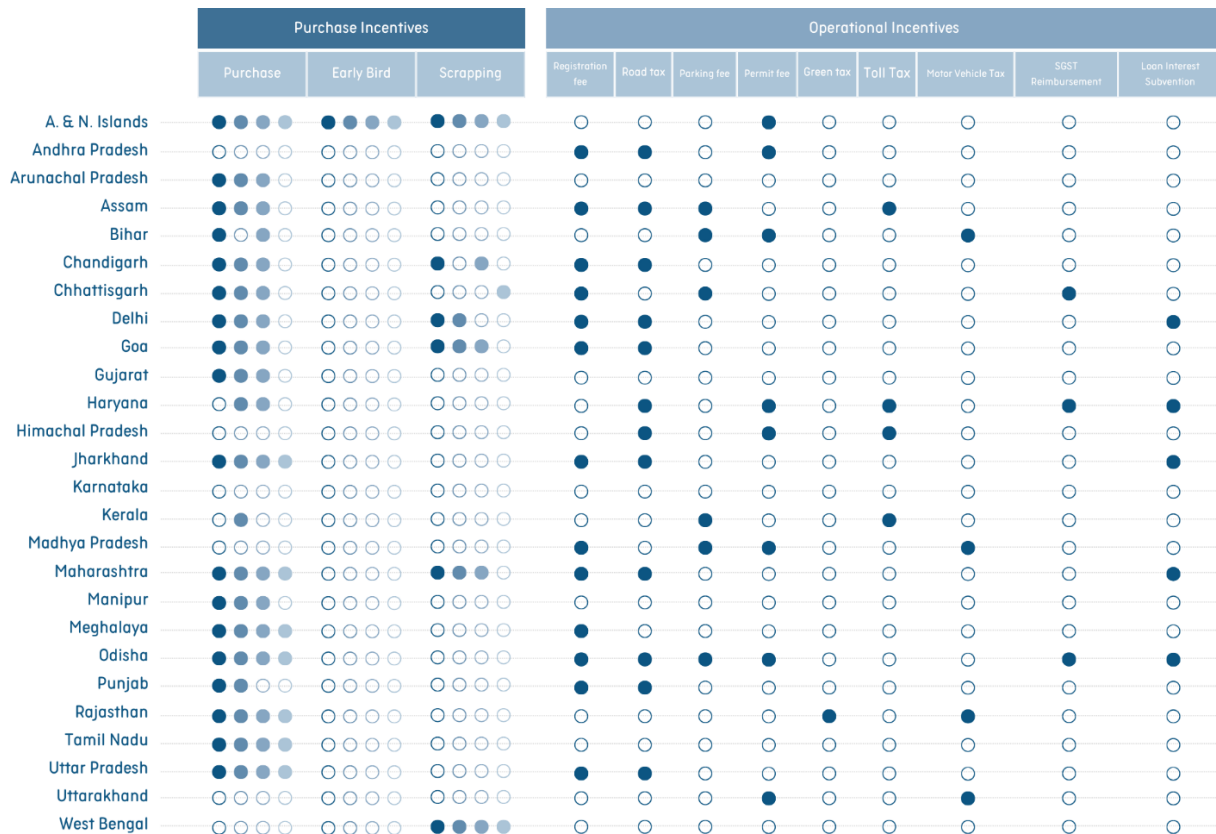 Purchase Incentives
Operational Incentives
Purchase
Early Bird
Scrapping
Registration
fee
Road tax
Parking fee
Permit fee
Green tax
Toll Tax
Motor Vehicle Tax
SGST
Reimbursement
Loan Interest
Subvention
A. & N. Islands
Andhra Pradesh
Arunachal Pradesh
Assam
Bihar
Chandigarh
Chhattisgarh
Delhi
Goa
Gujarat
Haryana
Himachal Pradesh
Jharkhand
Karnataka
Kerala
Madhya Pradesh
Maharashtra
Manipur
Meghalaya
Odisha
Punjab
Rajasthan
Tamil Nadu
Uttar Pradesh
Uttarakhand
West Bengal